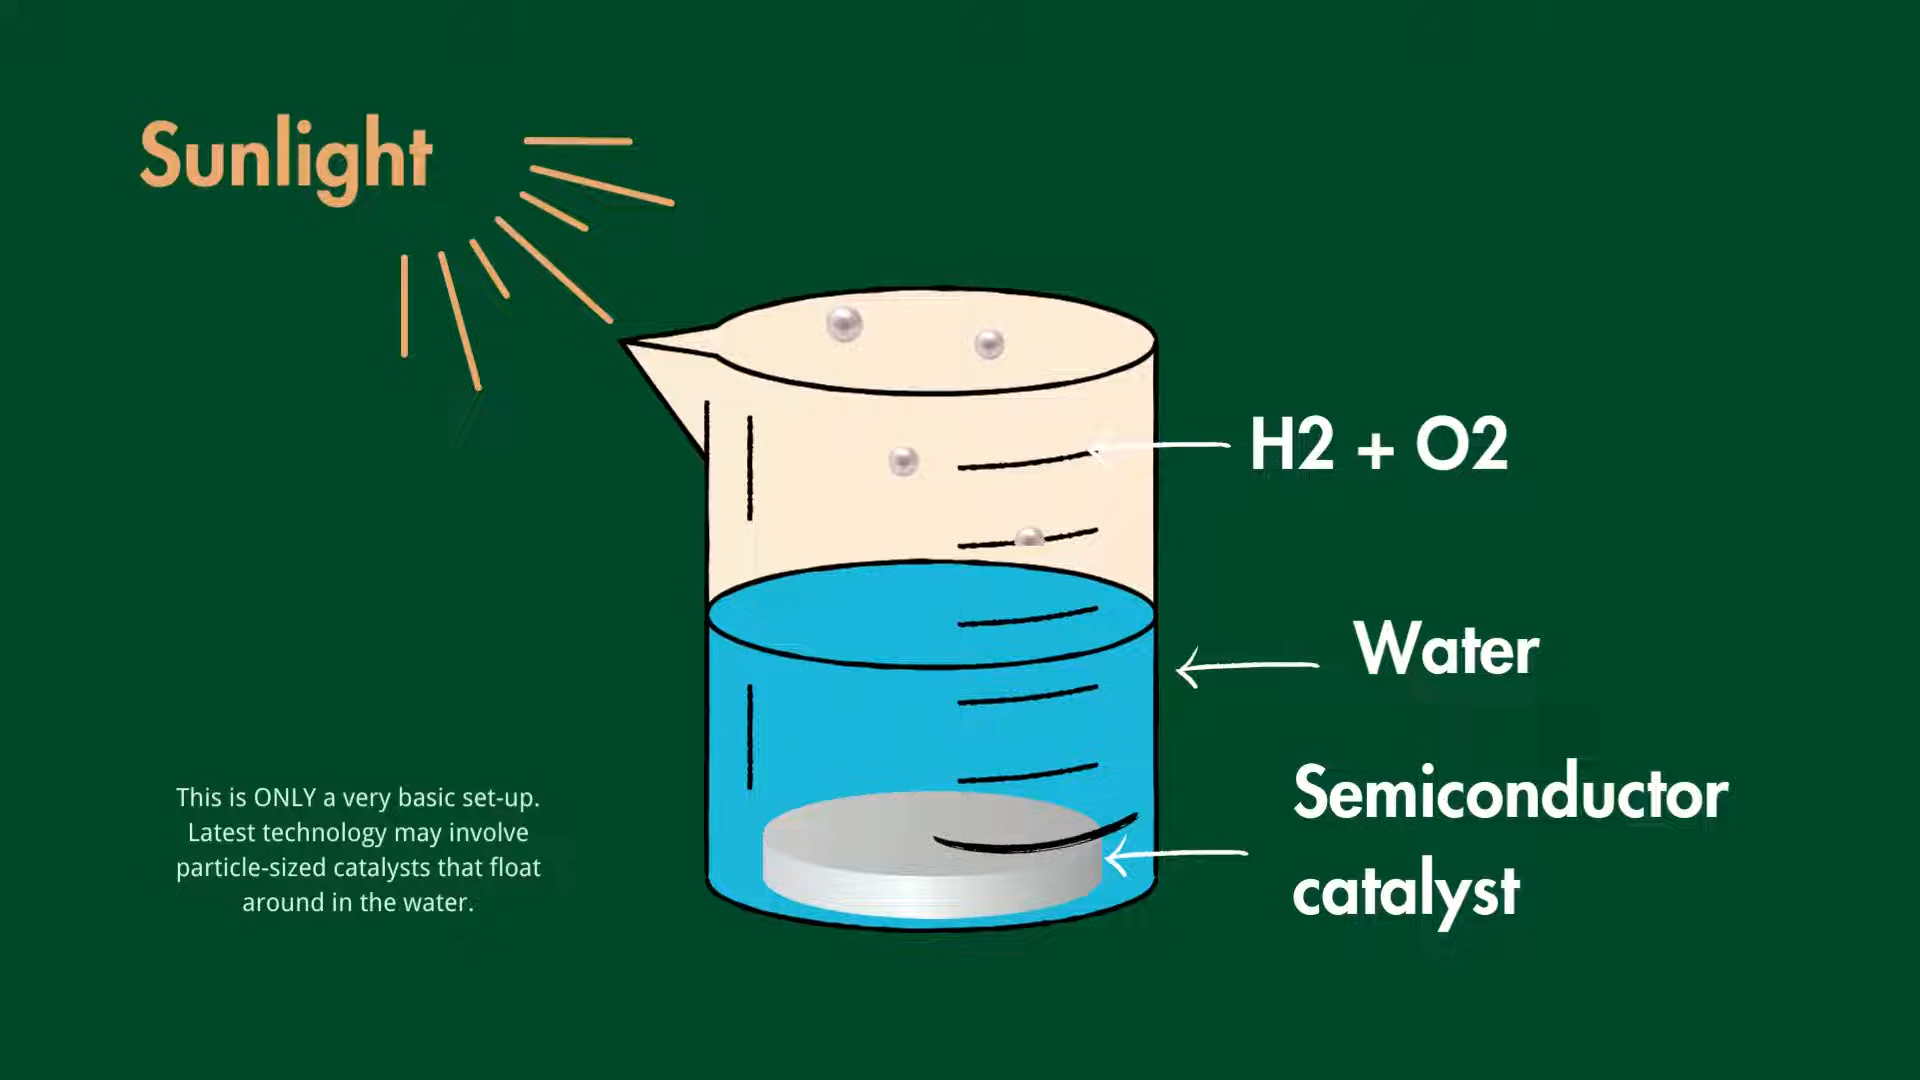 Sunlight
H2 + O2
Water
Semiconductor
catalyst
This is ONLY a very basic set-up.
Latest technology may involve
particle-sized catalysts that float
around in the water.